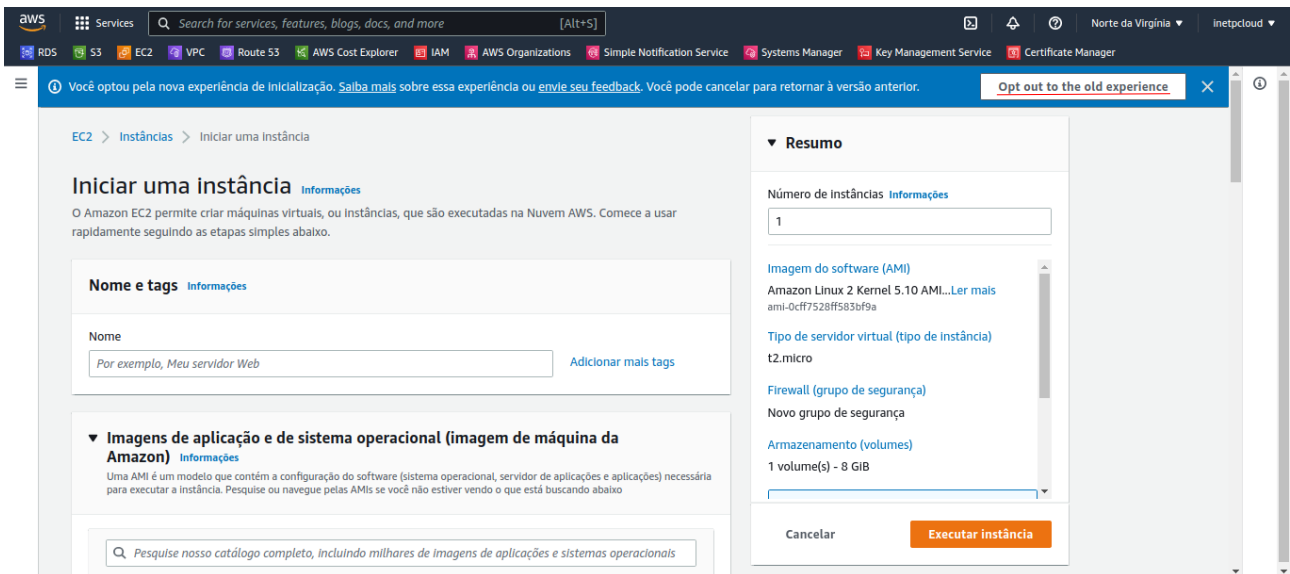 aws
Services
Search for services, features, blogs, docs, and more
[Alt+S]
Norte da Virgínia ▼
inetpcloud ▼
RDS
S3
EC2
VPC
Route 53
AWS Cost Explorer
IAM
AWS Organizations
Simple Notification Service
Systems Manager
Key Management Service
Certificate Manager
Você optou pela nova experiência de inicialização. Saiba mais sobre essa experiência ou envie seu feedback. Você pode cancelar para retornar à versão anterior.
Opt out to the old experience
EC2 > Instâncias > Iniciar uma instância
Iniciar uma instância Informações
O Amazon EC2 permite criar máquinas virtuais, ou instâncias, que são executadas na Nuvem AWS. Comece a usar
rapidamente seguindo as etapas simples abaixo.
Nome e tags Informações
Nome
Por exemplo, Meu servidor Web
Adicionar mais tags
Imagens de aplicação e de sistema operacional (imagem de máquina da
Amazon) Informações
Uma AMI é um modelo que contém a configuração do software (sistema operacional, servidor de aplicações e aplicações) necessária
para executar a instância. Pesquise ou navegue pelas AMIs se você não estiver vendo o que está buscando abaixo
Pesquise nosso catálogo completo, incluindo milhares de imagens de aplicações e sistemas operacionais
Resumo
Número de instâncias Informações
1
Imagem do software (AMI)
Amazon Linux 2 Kernel 5.10 AMI...Ler mais
ami-0cff7528ff583bf9a
Tipo de servidor virtual (tipo de instância)
t2.micro
Firewall (grupo de segurança)
Novo grupo de segurança
Armazenamento (volumes)
1 volume(s) - 8 GiB
Cancelar
Executar instância